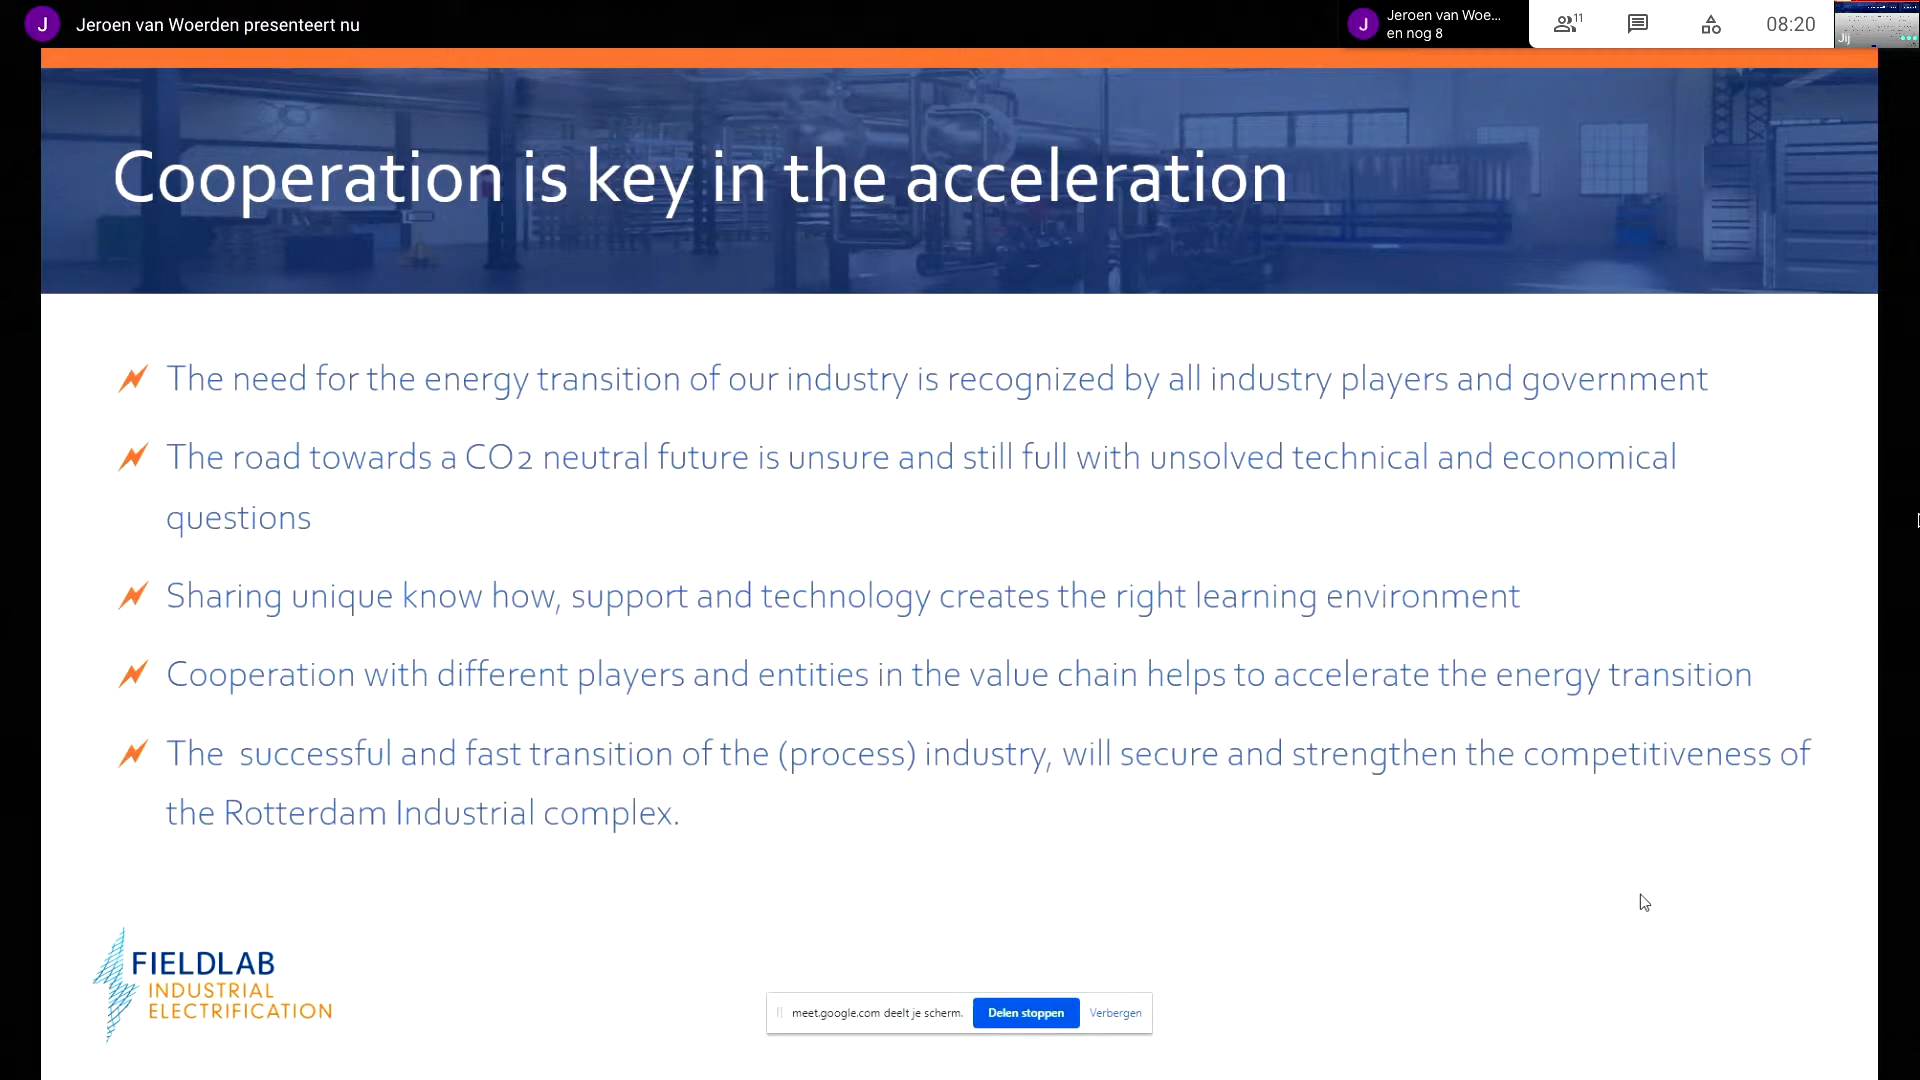 J Jeroen van Woerden presenteert nu
J Jeroen van Woe...
en nog 8
11
08:20
Jij
Cooperation is key in the acceleration
The need for the energy transition of our industry is recognized by all industry players and government
The road towards a CO2 neutral future is unsure and still full with unsolved technical and economical
questions
Sharing unique know how, support and technology creates the right learning environment
Cooperation with different players and entities in the value chain helps to accelerate the energy transition
The  successful and fast transition of the (process) industry, will secure and strengthen the competitiveness of
the Rotterdam Industrial complex.
FIELDLAB
INDUSTRIAL
ELECTRIFICATION
meet.google.com deelt je scherm. Delen stoppen Verbergen